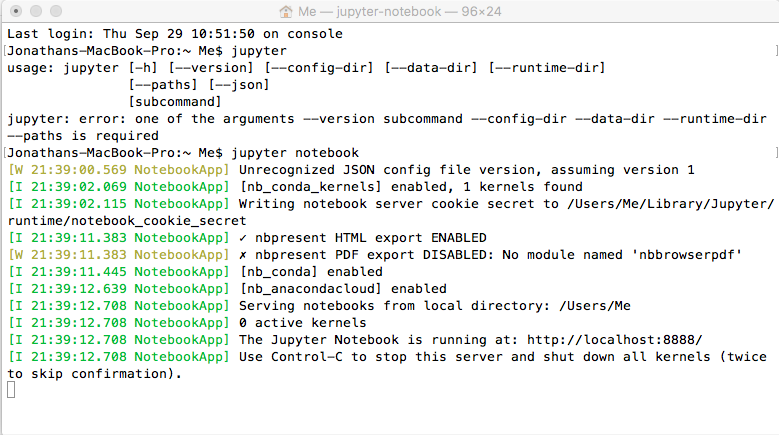 Me — jupyter-notebook — 96×24
Last login: Thu Sep 29 10:51:50 on console
[Jonathans-MacBook-Pro:~ Me$ jupyter ]
usage: jupyter [-h] [--version] [--config-dir] [--data-dir] [--runtime-dir]
[--paths] [--json]
[subcommand]
jupyter: error: one of the arguments --version subcommand --config-dir --data-dir --runtime-dir
--paths is required
[Jonathans-MacBook-Pro:~ Me$ jupyter notebook ]
[W 21:39:00.569 NotebookApp] Unrecognized JSON config file version, assuming version 1
[I 21:39:02.069 NotebookApp] [nb_conda_kernels] enabled, 1 kernels found
[I 21:39:02.115 NotebookApp] Writing notebook server cookie secret to /Users/Me/Library/Jupyter/
runtime/notebook_cookie_secret
[I 21:39:11.383 NotebookApp] ✓ nbpresent HTML export ENABLED
[W 21:39:11.383 NotebookApp] ✗ nbpresent PDF export DISABLED: No module named 'nbbrowserpdf'
[I 21:39:11.445 NotebookApp] [nb_conda] enabled
[I 21:39:12.639 NotebookApp] [nb_anacondacloud] enabled
[I 21:39:12.708 NotebookApp] Serving notebooks from local directory: /Users/Me
[I 21:39:12.708 NotebookApp] 0 active kernels
[I 21:39:12.708 NotebookApp] The Jupyter Notebook is running at: http://localhost:8888/
[I 21:39:12.708 NotebookApp] Use Control-C to stop this server and shut down all kernels (twice
to skip confirmation).